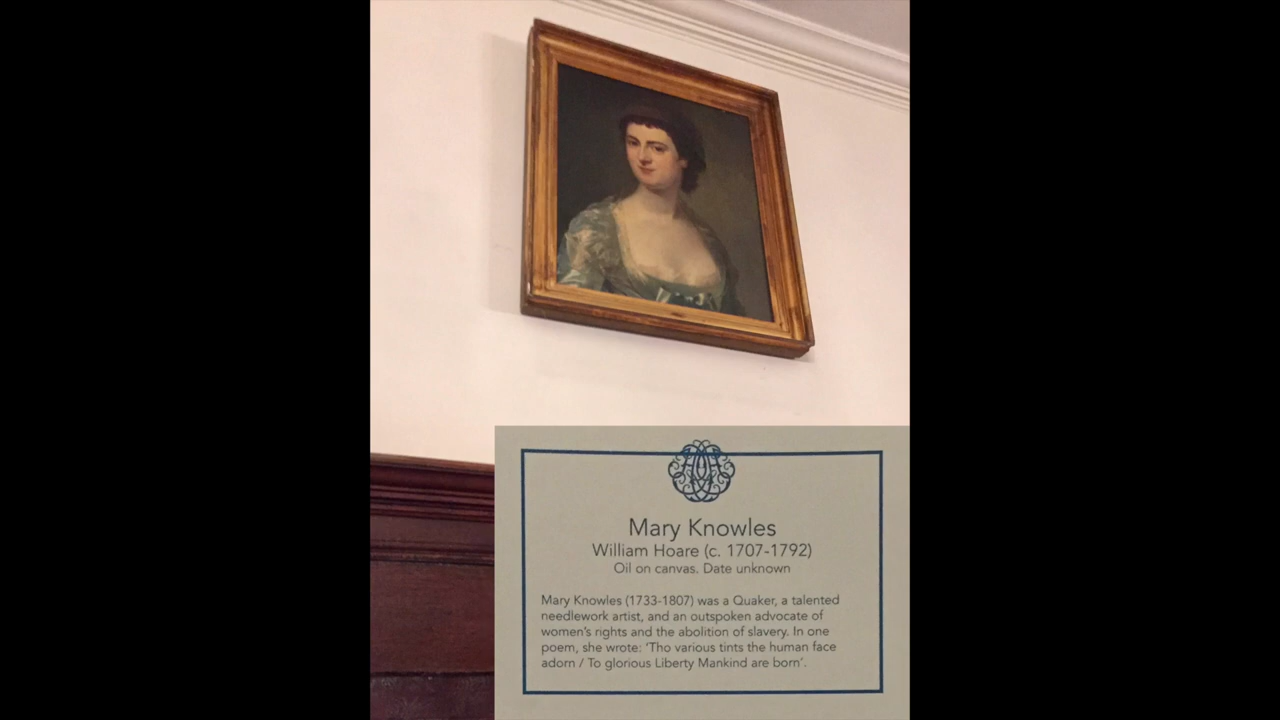 Mary Knowles
William Hoare (c. 1707-1792)
Oil on canvas. Date unknown
Mary Knowles (1733-1807) was a Quaker, a talented
needlework artist, and an outspoken advocate of
women's rights and the abolition of slavery. In one
poem, she wrote: 'Tho various tints the human face
adorn / To glorious Liberty Mankind are born'.